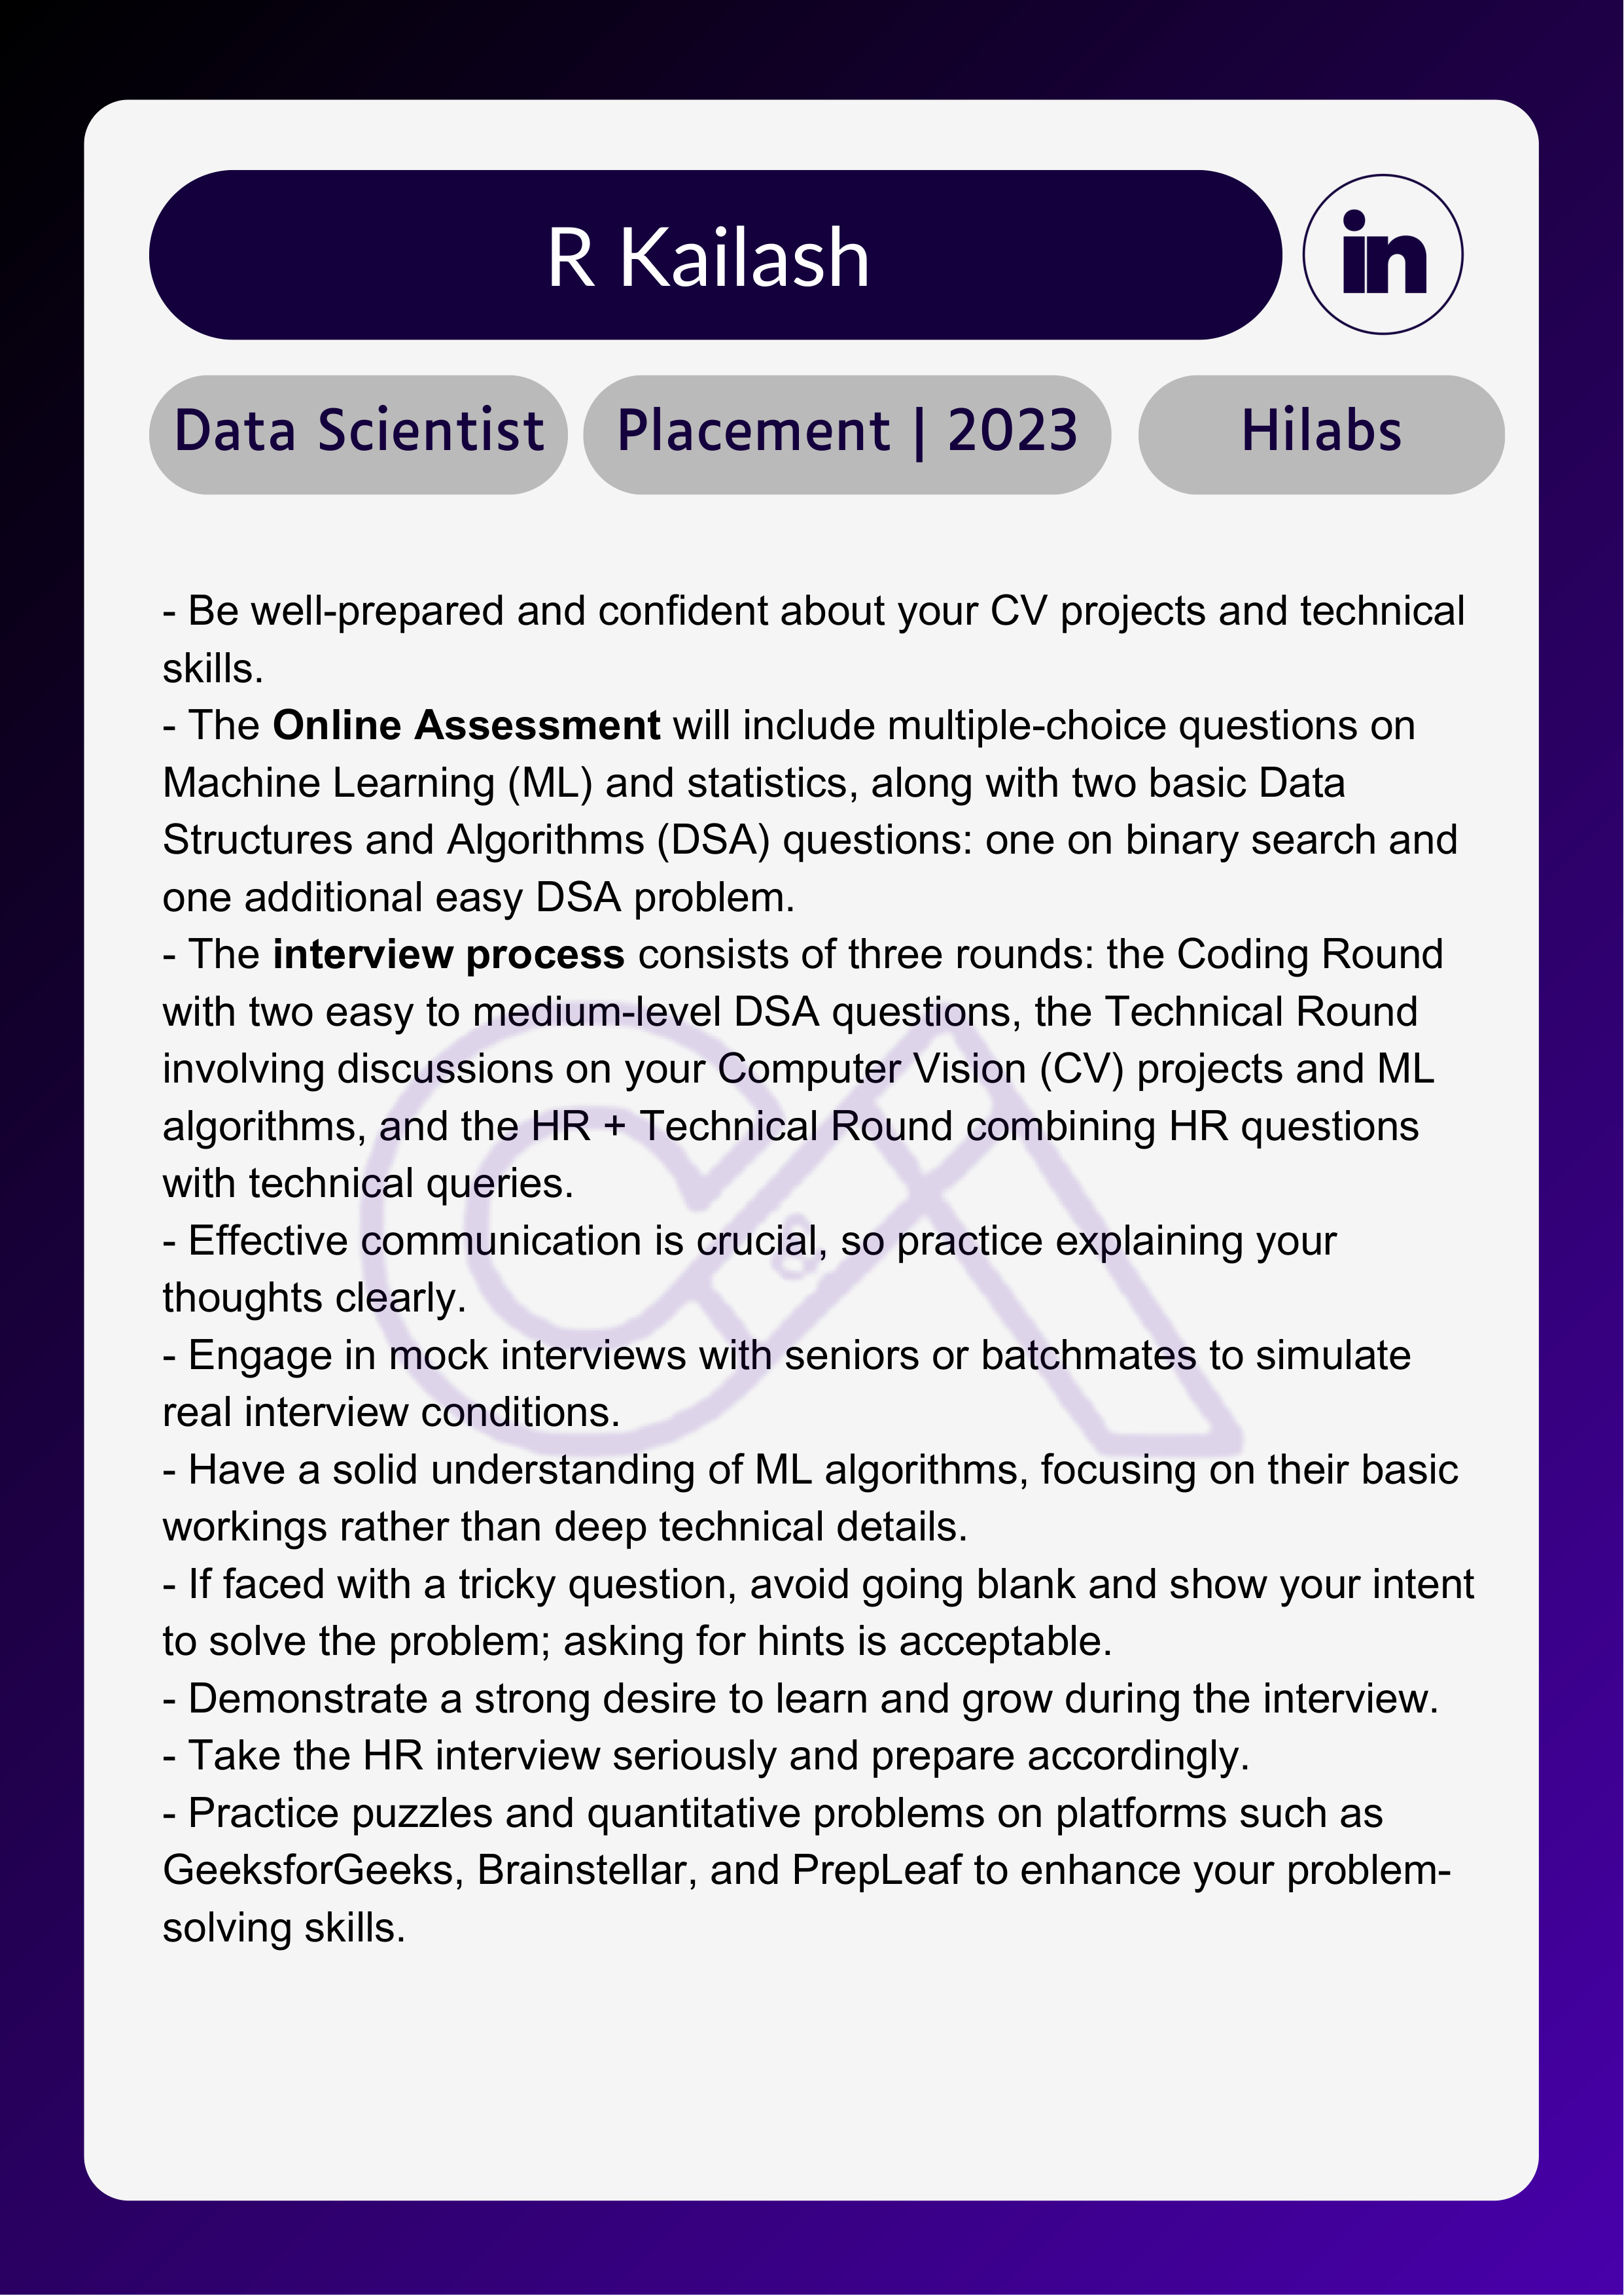 R Kailash
in
Data Scientist
Placement | 2023
Hilabs
- Be well-prepared and confident about your CV projects and technical
skills.
- The Online Assessment will include multiple-choice questions on
Machine Learning (ML) and statistics, along with two basic Data
Structures and Algorithms (DSA) questions: one on binary search and
one additional easy DSA problem.
- The interview process consists of three rounds: the Coding Round
with two easy to medium-level DSA questions, the Technical Round
involving discussions on your Computer Vision (CV) projects and ML
algorithms, and the HR + Technical Round combining HR questions
with technical queries.
- Effective communication is crucial, so practice explaining your
thoughts clearly.
- Engage in mock interviews with seniors or batchmates to simulate
real interview conditions.
- Have a solid understanding of ML algorithms, focusing on their basic
workings rather than deep technical details.
- If faced with a tricky question, avoid going blank and show your intent
to solve the problem; asking for hints is acceptable.
- Demonstrate a strong desire to learn and grow during the interview.
- Take the HR interview seriously and prepare accordingly.
- Practice puzzles and quantitative problems on platforms such as
GeeksforGeeks, Brainstellar, and PrepLeaf to enhance your problem-
solving skills.
C&A